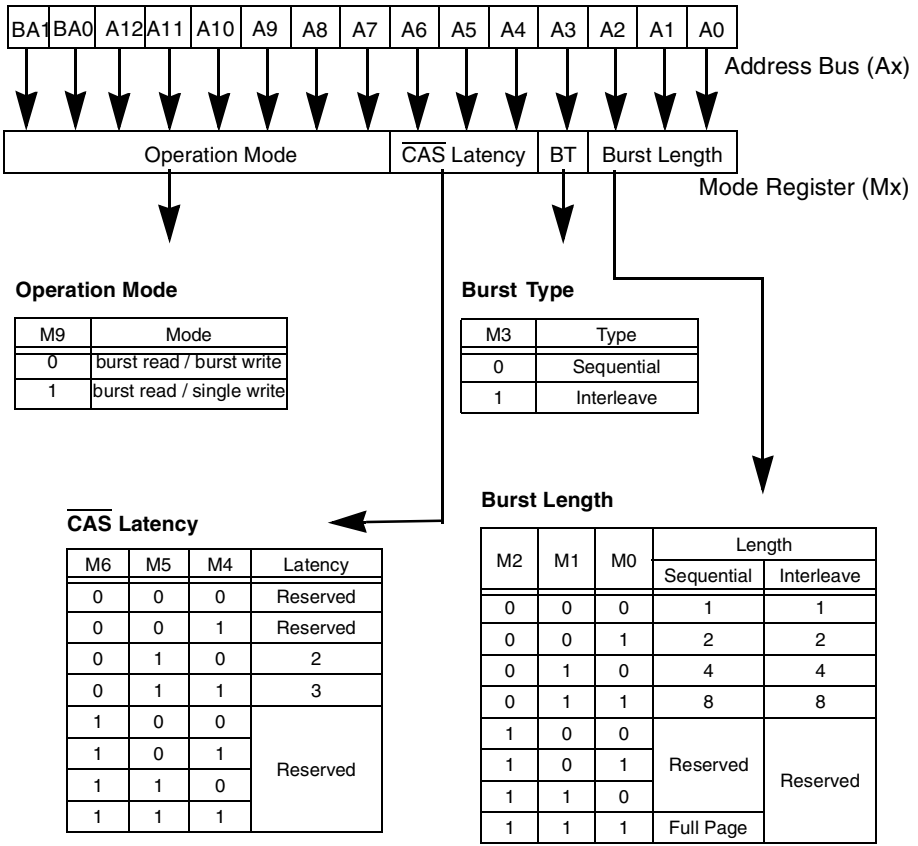 BA1 BA0 A12 A11 A10 A9 A8 A7 A6 A5 A4 A3 A2 A1 A0
Address Bus (Ax)
Operation Mode CAS Latency BT Burst Length
Mode Register (Mx)
Operation Mode
M9 Mode
0 burst read / burst write
1 burst read / single write
Burst Type
M3 Type
0 Sequential
1 Interleave
CAS Latency
M6 M5 M4 Latency
0 0 0 Reserved
0 0 1 Reserved
0 1 0 2
0 1 1 3
1 0 0
1 0 1
Reserved
1 1 0
1 1 1
Burst Length
M2 M1 M0 Length
Sequential Interleave
0 0 0 1 1
0 0 1 2 2
0 1 0 4 4
0 1 1 8 8
1 0 0
1 0 1 Reserved
Reserved
1 1 0
1 1 1 Full Page